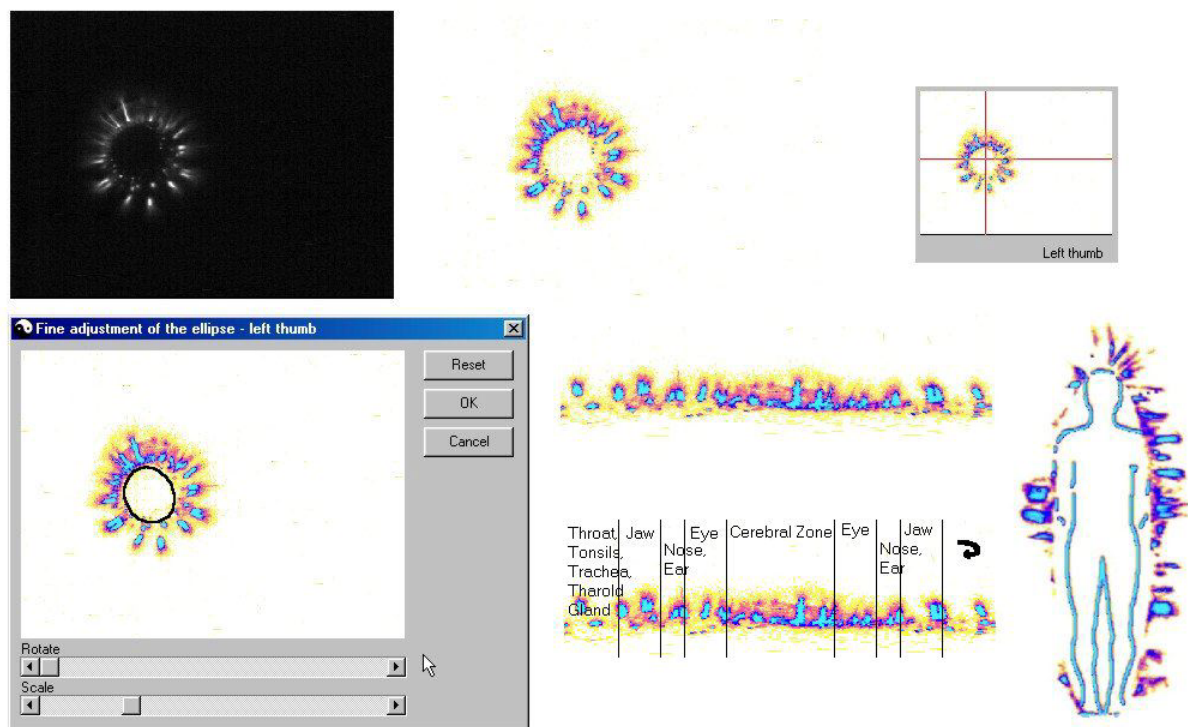 Left thumb
Fine adjustment of the ellipse - left thumb
Reset
OK
Cancel
Rotate
Scale
Throat,
Tonsils,
Trachea,
Tharold
Gland
Jaw
Nose,
Ear
Eye
Cerebral Zone
Eye
Nose,
Ear
Jaw